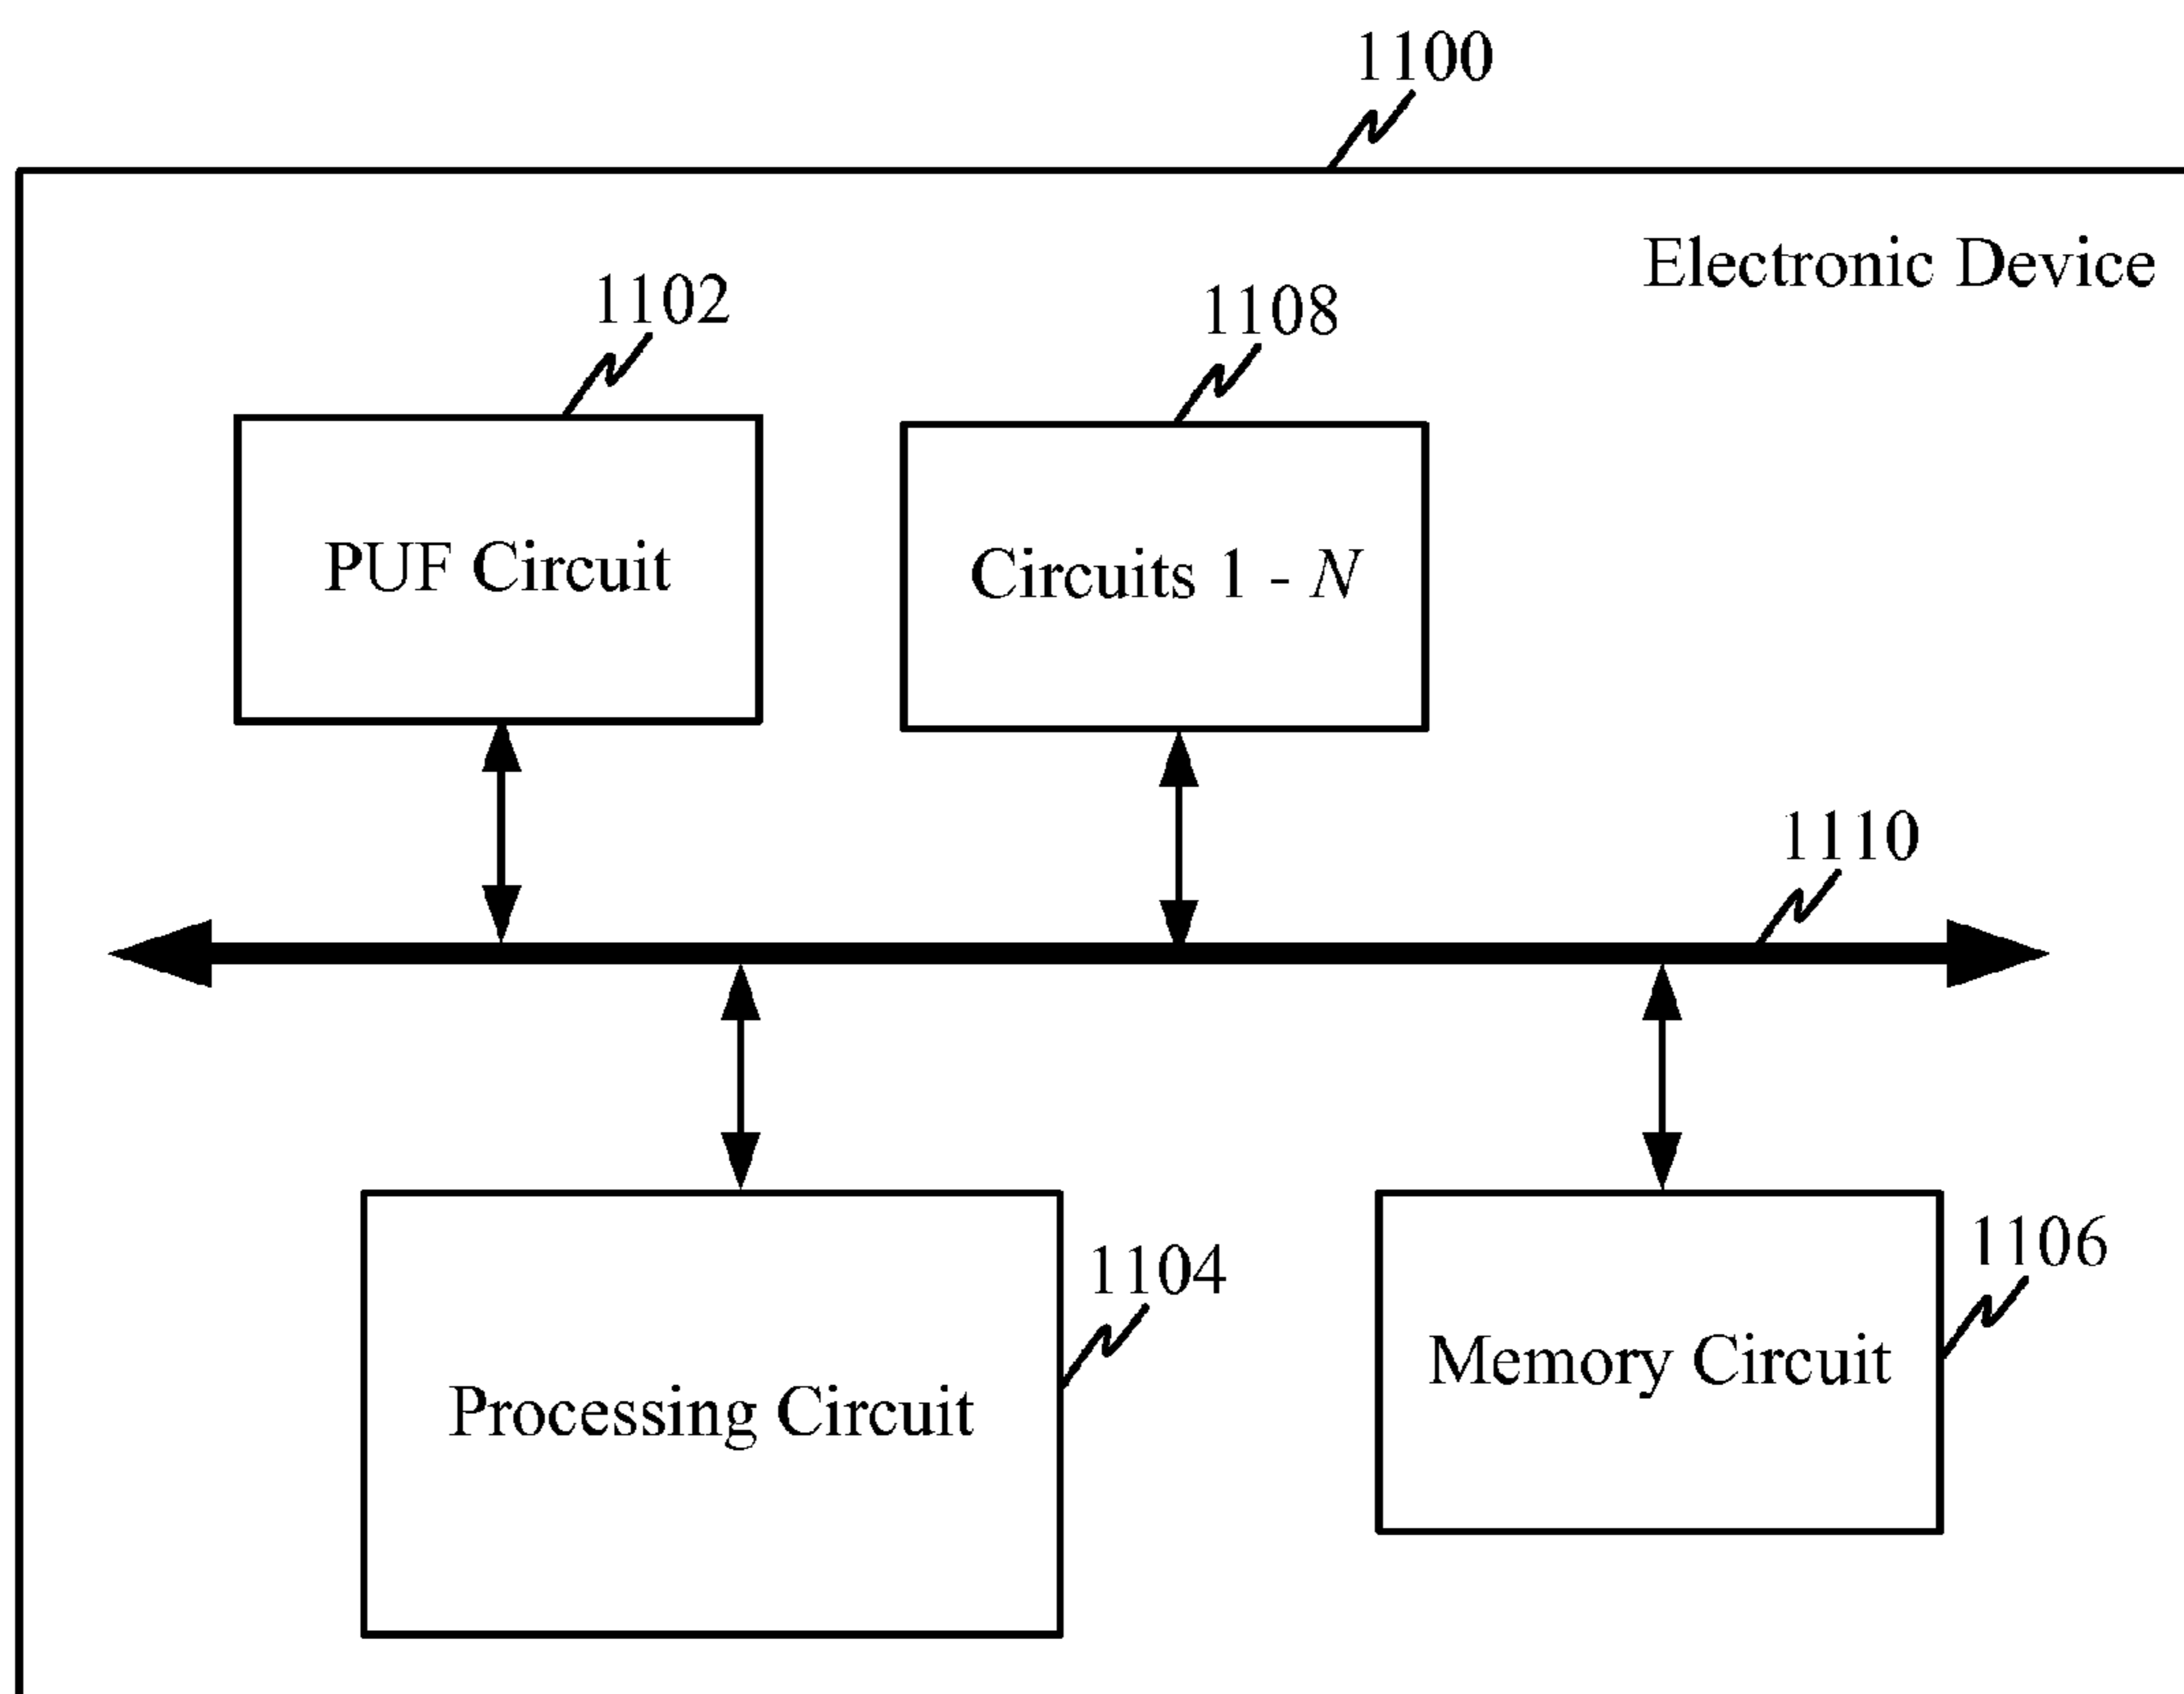 1100
Electronic Device
1102
1108
PUF Circuit
Circuits 1 - N
1110
1104
1106
Processing Circuit
Memory Circuit